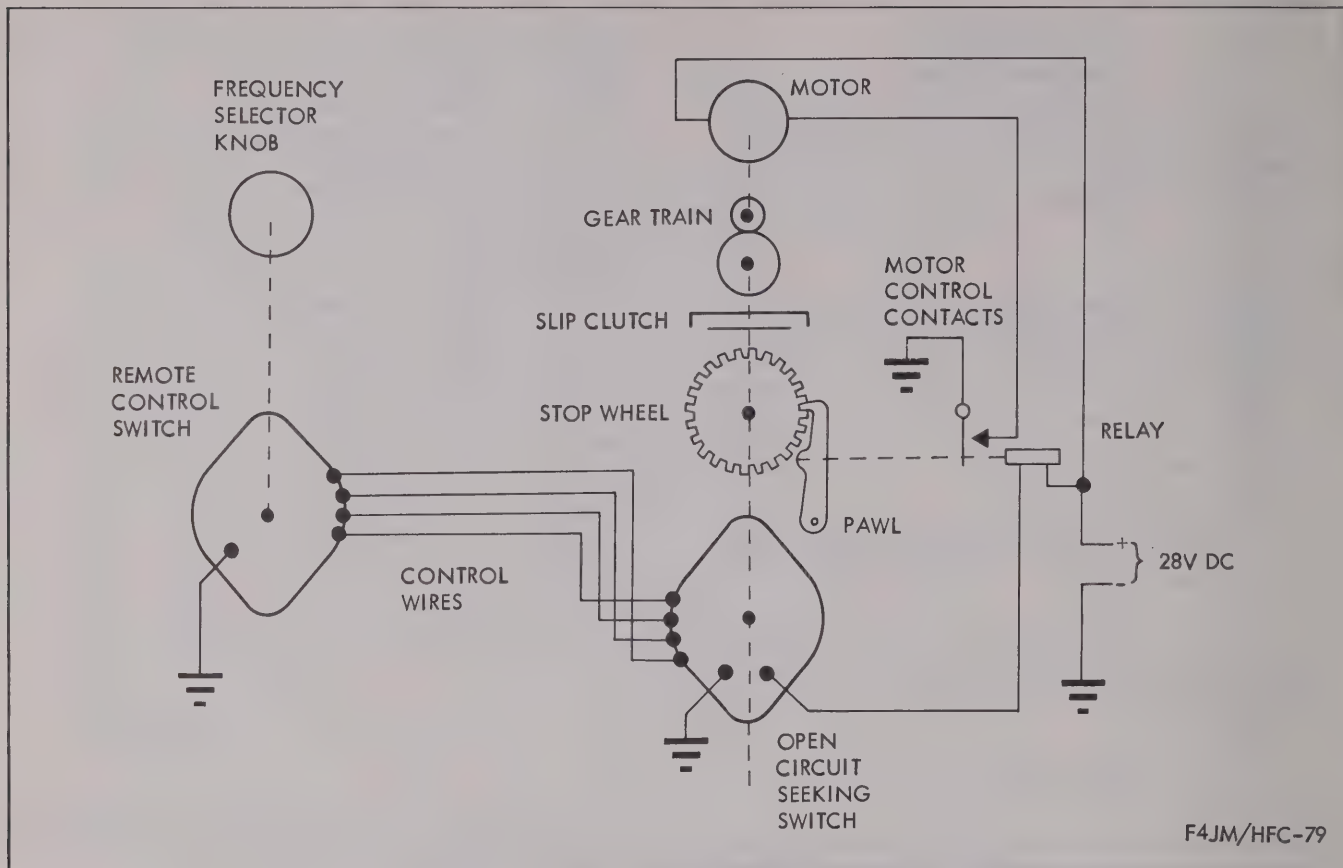 FREQUENCY
SELECTOR
KNOB
MOTOR
GEAR TRAIN
MOTOR
CONTROL
CONTACTS
SLIP CLUTCH
REMOTE
CONTROL
SWITCH
STOP WHEEL
RELAY
PAWL
CONTROL
WIRES
+
-
28V DC
OPEN
CIRCUIT
SEEKING
SWITCH
F4JM/HFC-79